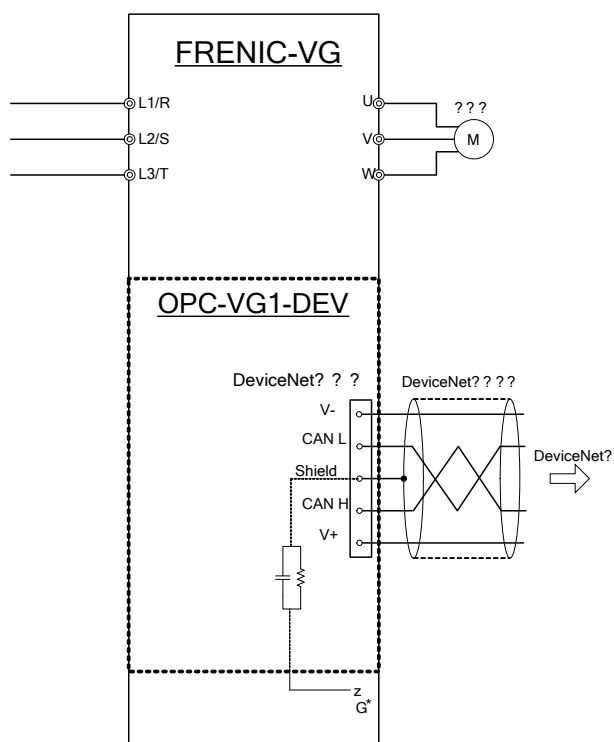 FRENIC-VG
L1/R
L2/S
L3/T
U
V
W
? ? ?
M
OPC-VG1-DEV
DeviceNet? ? ?
DeviceNet? ? ? ?
V-
CAN L
Shield
CAN H
V+
DeviceNet?
z
G*